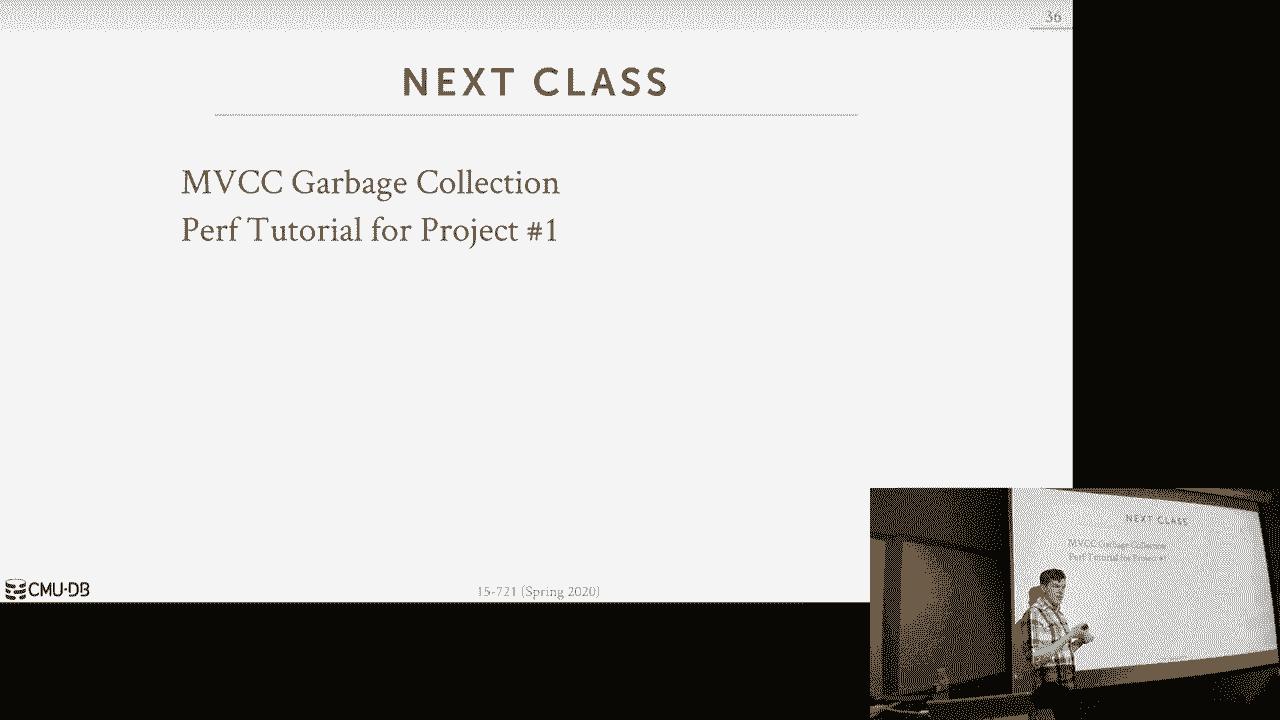 36
NEXT CLASS
MVCC Garbage Collection
Perf Tutorial for Project #1
CMU·DB
15-721 (Spring 2020)
NEXT CLASS
MVCC Garbage Collection
Perf Tutorial for Project #1